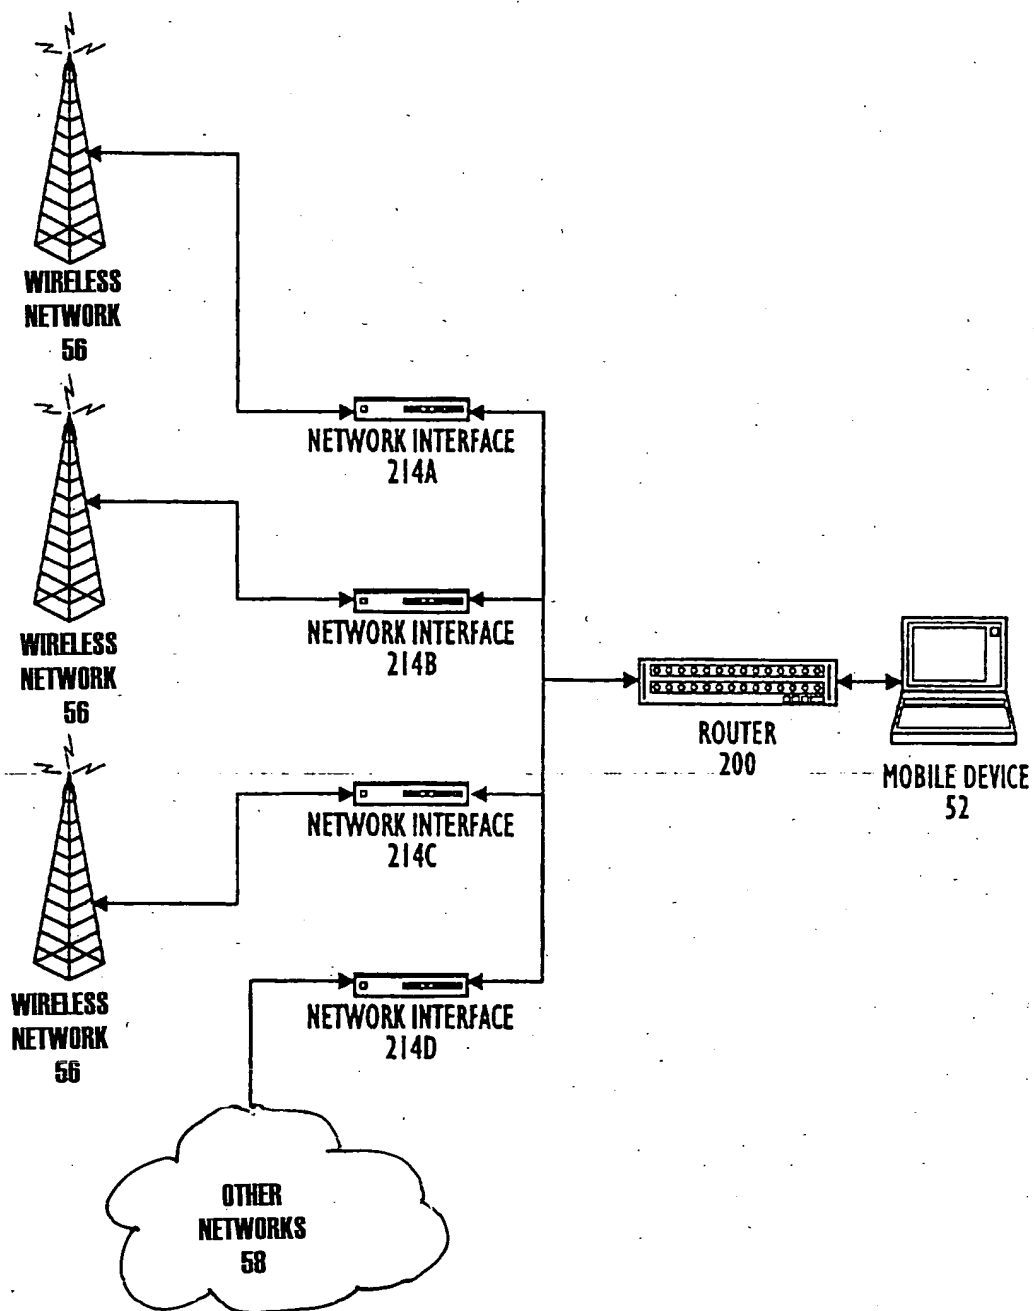 WIRELESS
NETWORK
56
NETWORK INTERFACE
214A
WIRELESS
NETWORK
56
NETWORK INTERFACE
214B
ROUTER
200
MOBILE DEVICE
52
NETWORK INTERFACE
214C
WIRELESS
NETWORK
56
NETWORK INTERFACE
214D
OTHER
NETWORKS
58